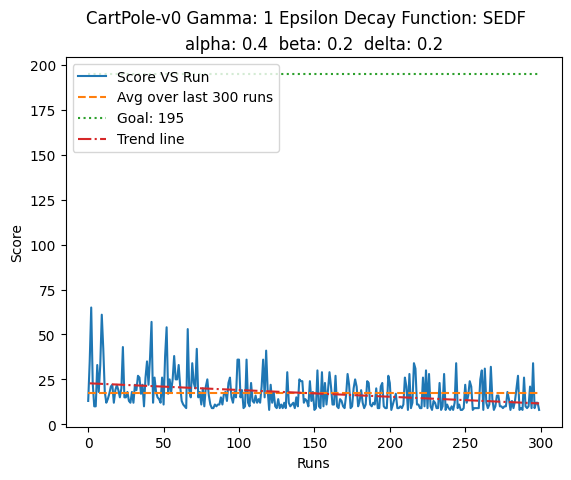 CartPole-v0 Gamma: 1 Epsilon Decay Function: SEDF
alpha: 0.4  beta: 0.2  delta: 0.2
200
175
150
125
100
75
50
25
0
Score
Score VS Run
Avg over last 300 runs
Goal: 195
Trend line
0
50
100
150
200
250
300
Runs